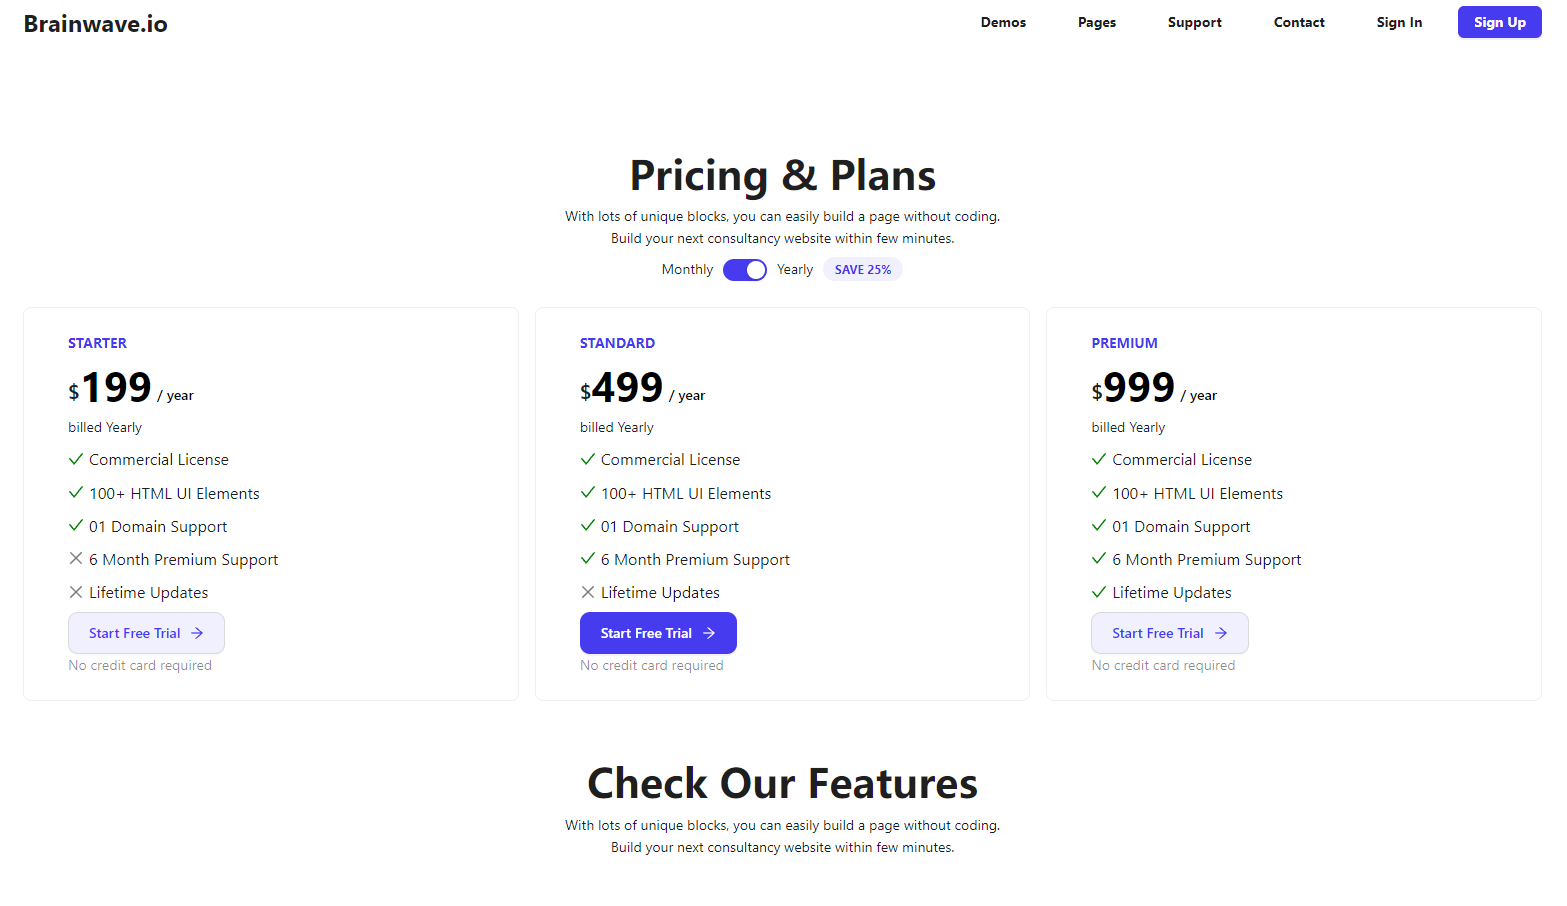 Brainwave.io
Demos Pages Support Contact Sign In Sign Up
Pricing & Plans
With lots of unique blocks, you can easily build a page without coding.
Build your next consultancy website within few minutes.
Monthly Yearly SAVE 25%
STARTER
$199 / year
billed Yearly
Commercial License
100+ HTML UI Elements
01 Domain Support
6 Month Premium Support
Lifetime Updates
Start Free Trial
No credit card required
STANDARD
$499 / year
billed Yearly
Commercial License
100+ HTML UI Elements
01 Domain Support
6 Month Premium Support
Lifetime Updates
Start Free Trial
No credit card required
PREMIUM
$999 / year
billed Yearly
Commercial License
100+ HTML UI Elements
01 Domain Support
6 Month Premium Support
Lifetime Updates
Start Free Trial
No credit card required
Check Our Features
With lots of unique blocks, you can easily build a page without coding.
Build your next consultancy website within few minutes.